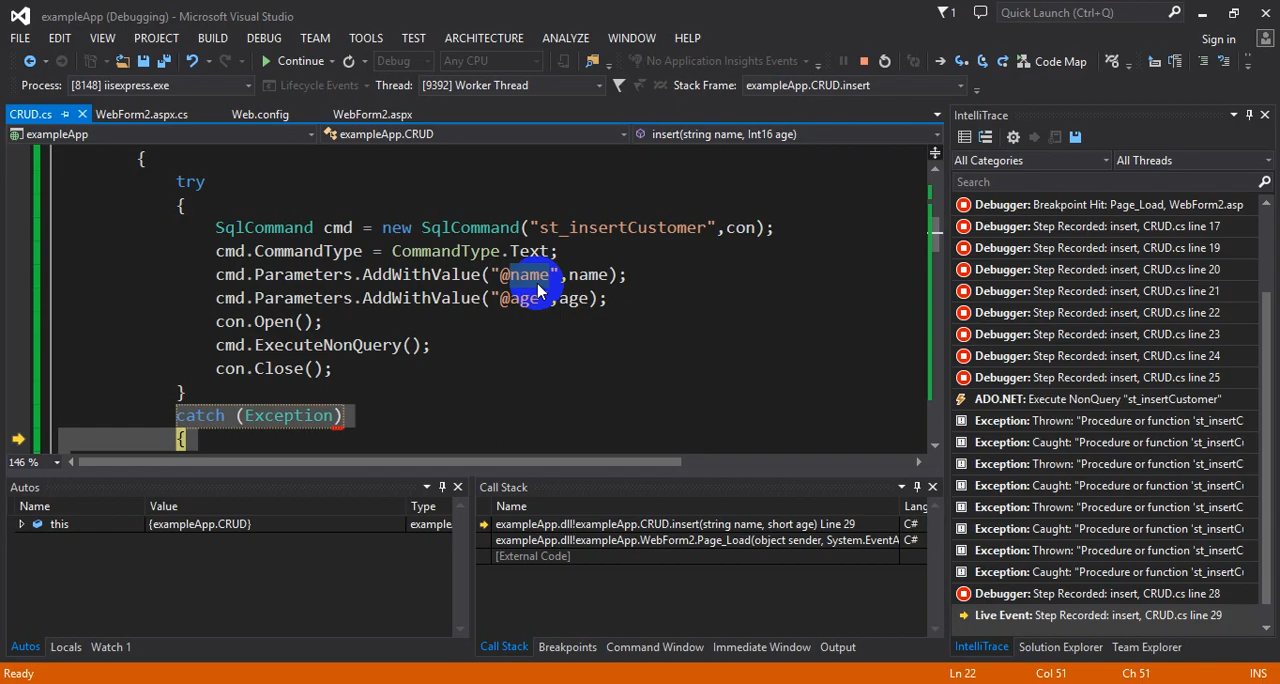 exampleApp (Debugging) - Microsoft Visual Studio
1
Quick Launch (Ctrl+Q)
FILE EDIT VIEW PROJECT BUILD DEBUG TEAM TOOLS TEST ARCHITECTURE ANALYZE WINDOW HELP
Sign in
Continue Debug Any CPU No Application Insights Events Code Map
Process: [8148] iisexpress.exe Lifecycle Events Thread: [9392] Worker Thread Stack Frame: exampleApp.CRUD.insert
CRUD.cs WebForm2.aspx.cs Web.config WebForm2.aspx
exampleApp exampleApp.CRUD insert(string name, Int16 age)
{
try
{
SqlCommand cmd = new SqlCommand("st_insertCustomer",con);
cmd.CommandType = CommandType.Text;
cmd.Parameters.AddWithValue("@name",name);
cmd.Parameters.AddWithValue("@age",age);
con.Open();
cmd.ExecuteNonQuery();
con.Close();
}
catch (Exception)
{
146 %
IntelliTrace
All Categories All Threads
Search
Debugger: Breakpoint Hit: Page_Load, WebForm2.asp
Debugger: Step Recorded: insert, CRUD.cs line 17
Debugger: Step Recorded: insert, CRUD.cs line 19
Debugger: Step Recorded: insert, CRUD.cs line 20
Debugger: Step Recorded: insert, CRUD.cs line 21
Debugger: Step Recorded: insert, CRUD.cs line 22
Debugger: Step Recorded: insert, CRUD.cs line 23
Debugger: Step Recorded: insert, CRUD.cs line 24
Debugger: Step Recorded: insert, CRUD.cs line 25
ADO.NET: Execute NonQuery "st_insertCustomer"
Exception: Thrown: "Procedure or function 'st_insertC
Exception: Caught: "Procedure or function 'st_insertC
Exception: Thrown: "Procedure or function 'st_insertC
Exception: Caught: "Procedure or function 'st_insertC
Exception: Thrown: "Procedure or function 'st_insertC
Exception: Caught: "Procedure or function 'st_insertC
Exception: Thrown: "Procedure or function 'st_insertC
Exception: Caught: "Procedure or function 'st_insertC
Debugger: Step Recorded: insert, CRUD.cs line 28
Live Event: Step Recorded: insert, CRUD.cs line 29
IntelliTrace Solution Explorer Team Explorer
Autos
Name Value Type
this {exampleApp.CRUD} example
Autos Locals Watch 1
Call Stack
Name Lang
exampleApp.dll!exampleApp.CRUD.insert(string name, short age) Line 29 C#
exampleApp.dll!exampleApp.WebForm2.Page_Load(object sender, System.EventA C#
[External Code]
Call Stack Breakpoints Command Window Immediate Window Output
Ready Ln 22 Col 51 Ch 51 INS